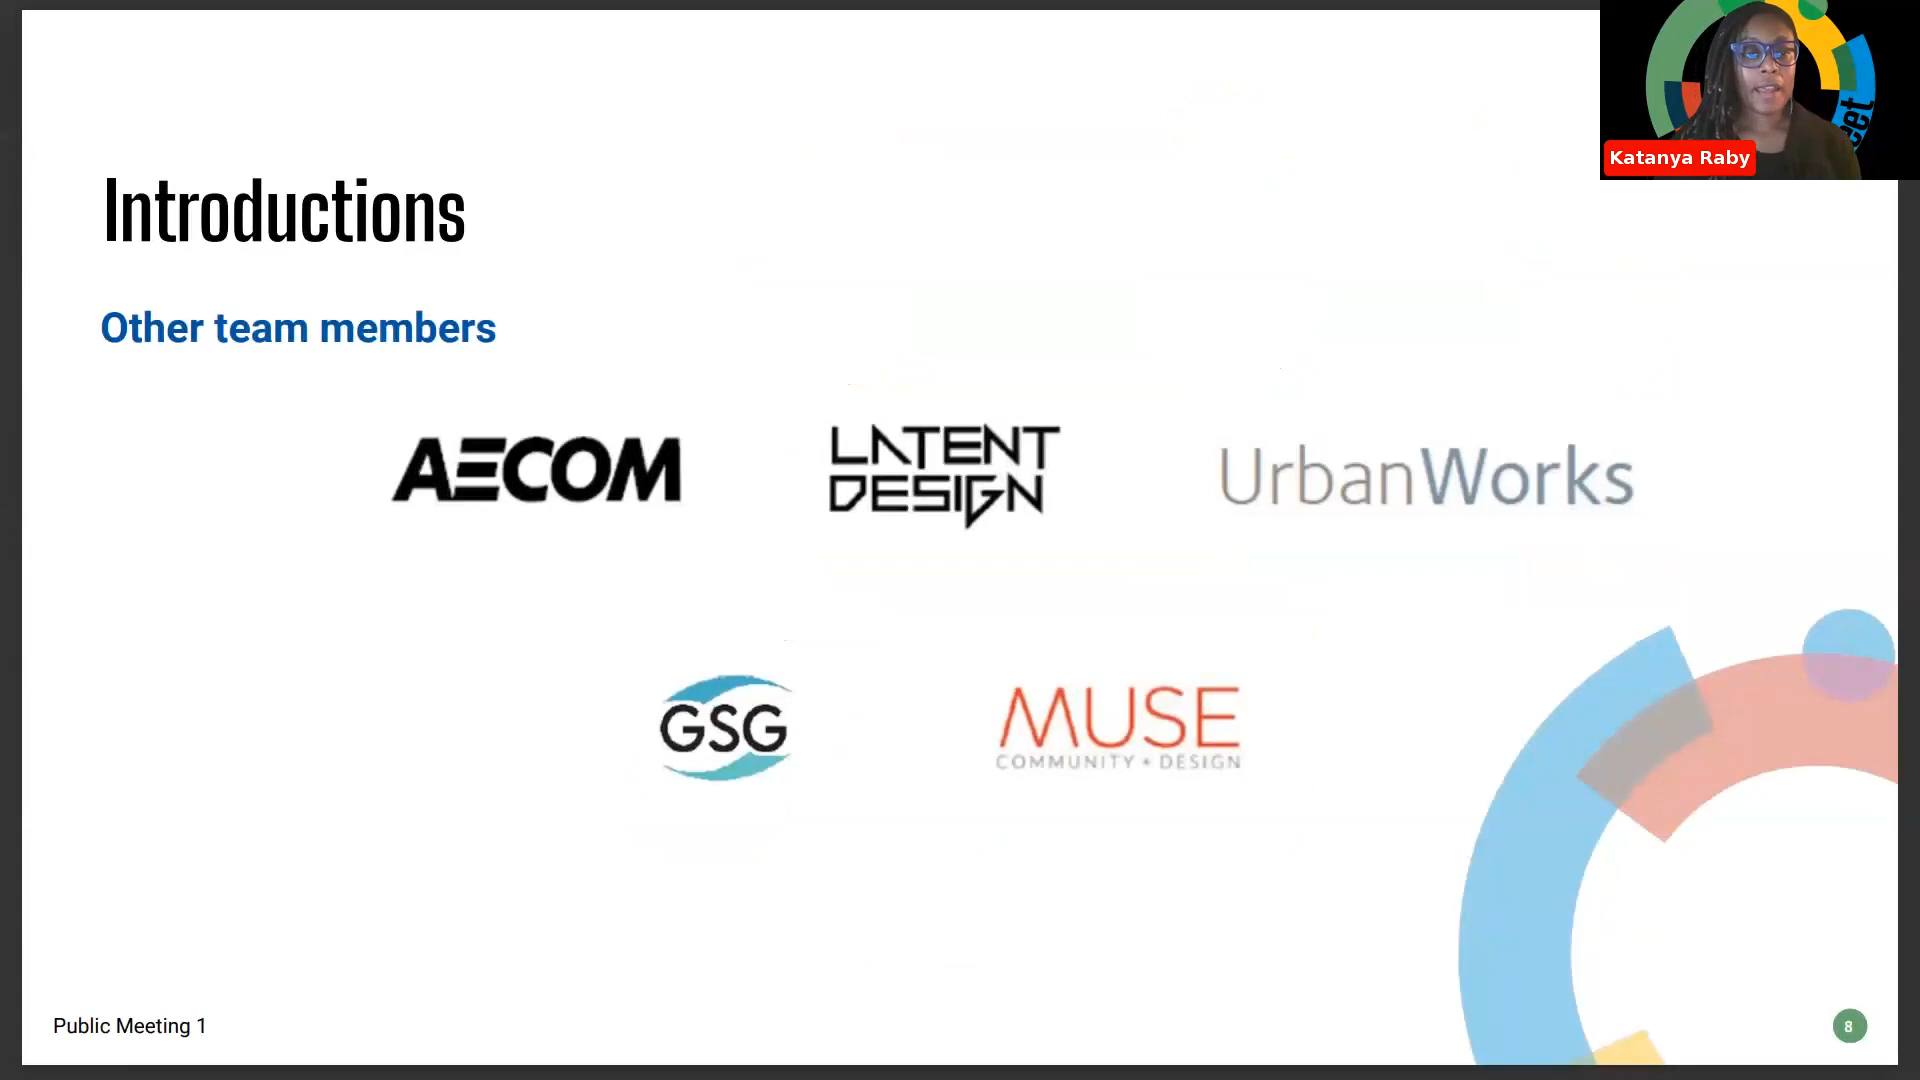 Introductions
Katanya Raby
Other team members
AECOM
LATENT
DESIGN
UrbanWorks
GSG
MUSE
COMMUNITY + DESIGN
Public Meeting 1
8